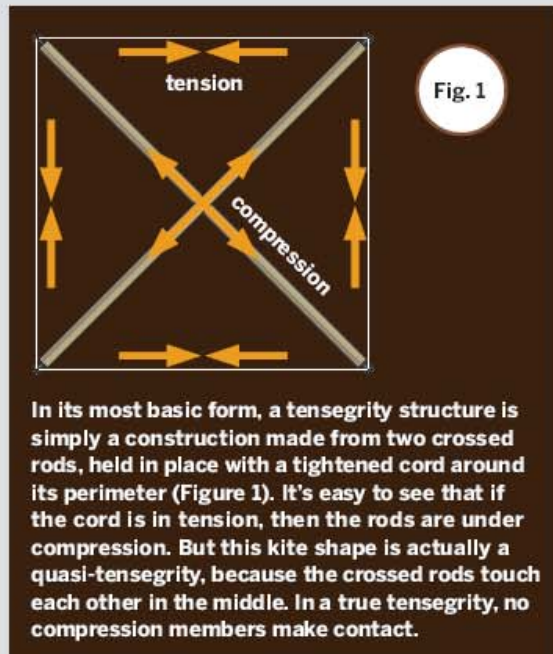 tension
Fig. 1
compression
In its most basic form, a tensegrity structure is
simply a construction made from two crossed
rods, held in place with a tightened cord around
its perimeter (Figure 1). It's easy to see that if
the cord is in tension, then the rods are under
compression. But this kite shape is actually a
quasi-tensegrity, because the crossed rods touch
each other in the middle. In a true tensegrity, no
compression members make contact.